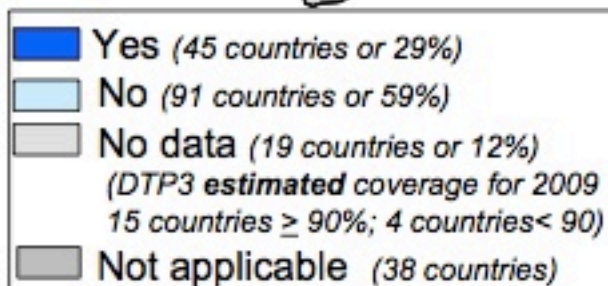 Yes (45 countries or 29%)
No (91 countries or 59%)
No data (19 countries or 12%)
(DTP3 estimated coverage for 2009
15 countries ≥ 90%; 4 countries< 90)
Not applicable (38 countries)